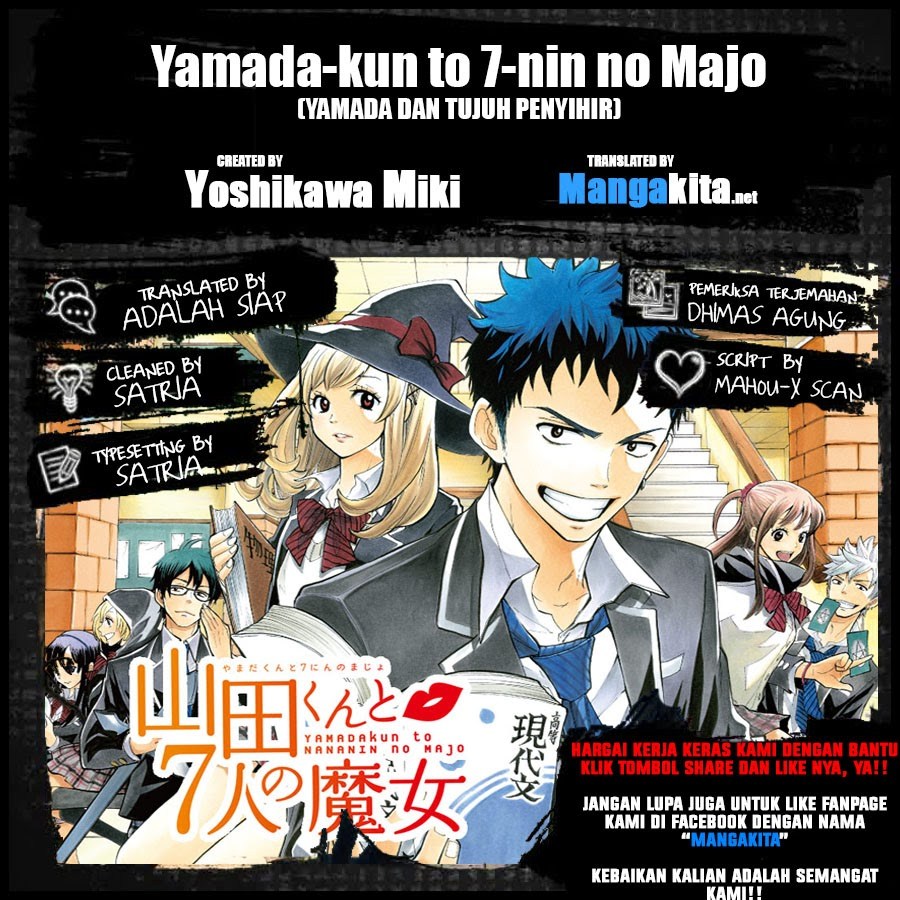 Yamada-kun to 7-nin no Majo
(YAMADA DAN TUJUH PENYIHIR)
CREATED BY
Yoshikawa Miki
TRANSLATED BY
Mangakita.net
TRANSLATED BY
ADALAH SIAP
CLEANED BY
SATRIA
TYPESETTING BY
SATRIA
PEMERIKSA TERJEMAHAN
DHIMAS AGUNG
SCRIPT BY
MAHOU-X SCAN
物理
やまだくんと7にんのまじょ
山田くんと
YAMADAKUN to
NANANIN no MAJO
7人の魔女
高等
現代文
HARGAI KERJA KERAS KAMI DENGAN BANTU
KLIK TOMBOL SHARE DAN LIKE NYA, YA!!
JANGAN LUPA JUGA UNTUK LIKE FANPAGE
KAMI DI FACEBOOK DENGAN NAMA
“MANGAKITA”
KEBAIKAN KALIAN ADALAH SEMANGAT
KAMI!!